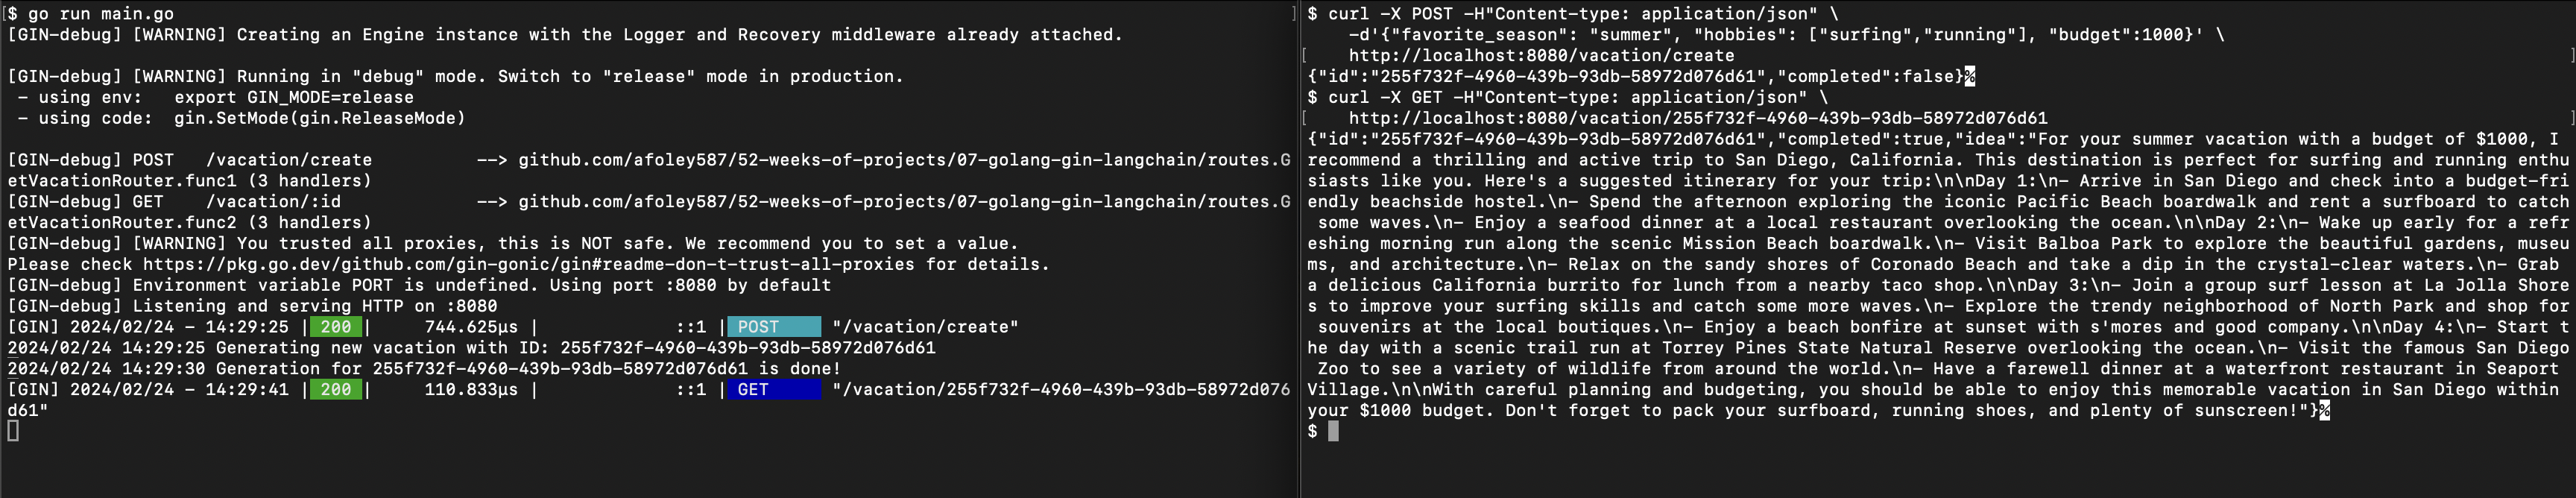 $ go run main.go
[GIN-debug] [WARNING] Creating an Engine instance with the Logger and Recovery middleware already attached.
[GIN-debug] [WARNING] Running in "debug" mode. Switch to "release" mode in production.
 - using env:   export GIN_MODE=release
 - using code:  gin.SetMode(gin.ReleaseMode)
[GIN-debug] POST   /vacation/create          --> github.com/afoley587/52-weeks-of-projects/07-golang-gin-langchain/routes.G
etVacationRouter.func1 (3 handlers)
[GIN-debug] GET    /vacation/:id             --> github.com/afoley587/52-weeks-of-projects/07-golang-gin-langchain/routes.G
etVacationRouter.func2 (3 handlers)
[GIN-debug] [WARNING] You trusted all proxies, this is NOT safe. We recommend you to set a value.
Please check https://pkg.go.dev/github.com/gin-gonic/gin#readme-don-t-trust-all-proxies for details.
[GIN-debug] Environment variable PORT is undefined. Using port :8080 by default
[GIN-debug] Listening and serving HTTP on :8080
[GIN] 2024/02/24 - 14:29:25 | 200 |     744.625µs |             ::1 | POST     "/vacation/create"
2024/02/24 14:29:25 Generating new vacation with ID: 255f732f-4960-439b-93db-58972d076d61
2024/02/24 14:29:30 Generation for 255f732f-4960-439b-93db-58972d076d61 is done!
[GIN] 2024/02/24 - 14:29:41 | 200 |     110.833µs |             ::1 | GET      "/vacation/255f732f-4960-439b-93db-58972d076
d61"
$ curl -X POST -H"Content-type: application/json" \
    -d'{"favorite_season": "summer", "hobbies": ["surfing","running"], "budget":1000}' \
    http://localhost:8080/vacation/create
{"id":"255f732f-4960-439b-93db-58972d076d61","completed":false}%
$ curl -X GET -H"Content-type: application/json" \
    http://localhost:8080/vacation/255f732f-4960-439b-93db-58972d076d61
{"id":"255f732f-4960-439b-93db-58972d076d61","completed":true,"idea":"For your summer vacation with a budget of $1000, I
recommend a thrilling and active trip to San Diego, California. This destination is perfect for surfing and running enthu
siasts like you. Here's a suggested itinerary for your trip:\n\nDay 1:\n- Arrive in San Diego and check into a budget-fri
endly beachside hostel.\n- Spend the afternoon exploring the iconic Pacific Beach boardwalk and rent a surfboard to catch
 some waves.\n- Enjoy a seafood dinner at a local restaurant overlooking the ocean.\n\nDay 2:\n- Wake up early for a refr
eshing morning run along the scenic Mission Beach boardwalk.\n- Visit Balboa Park to explore the beautiful gardens, museu
ms, and architecture.\n- Relax on the sandy shores of Coronado Beach and take a dip in the crystal-clear waters.\n- Grab
a delicious California burrito for lunch from a nearby taco shop.\n\nDay 3:\n- Join a group surf lesson at La Jolla Shore
s to improve your surfing skills and catch some more waves.\n- Explore the trendy neighborhood of North Park and shop for
 souvenirs at the local boutiques.\n- Enjoy a beach bonfire at sunset with s'mores and good company.\n\nDay 4:\n- Start t
he day with a scenic trail run at Torrey Pines State Natural Reserve overlooking the ocean.\n- Visit the famous San Diego
 Zoo to see a variety of wildlife from around the world.\n- Have a farewell dinner at a waterfront restaurant in Seaport
Village.\n\nWith careful planning and budgeting, you should be able to enjoy this memorable vacation in San Diego within
your $1000 budget. Don't forget to pack your surfboard, running shoes, and plenty of sunscreen!"}%
$